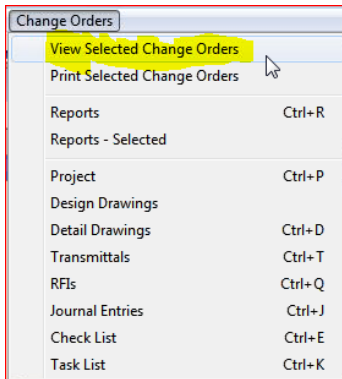 Change Orders
View Selected Change Orders
Print Selected Change Orders
Reports Ctrl+R
Reports - Selected
Project Ctrl+P
Design Drawings
Detail Drawings Ctrl+D
Transmittals Ctrl+T
RFIs Ctrl+Q
Journal Entries Ctrl+J
Check List Ctrl+E
Task List Ctrl+K